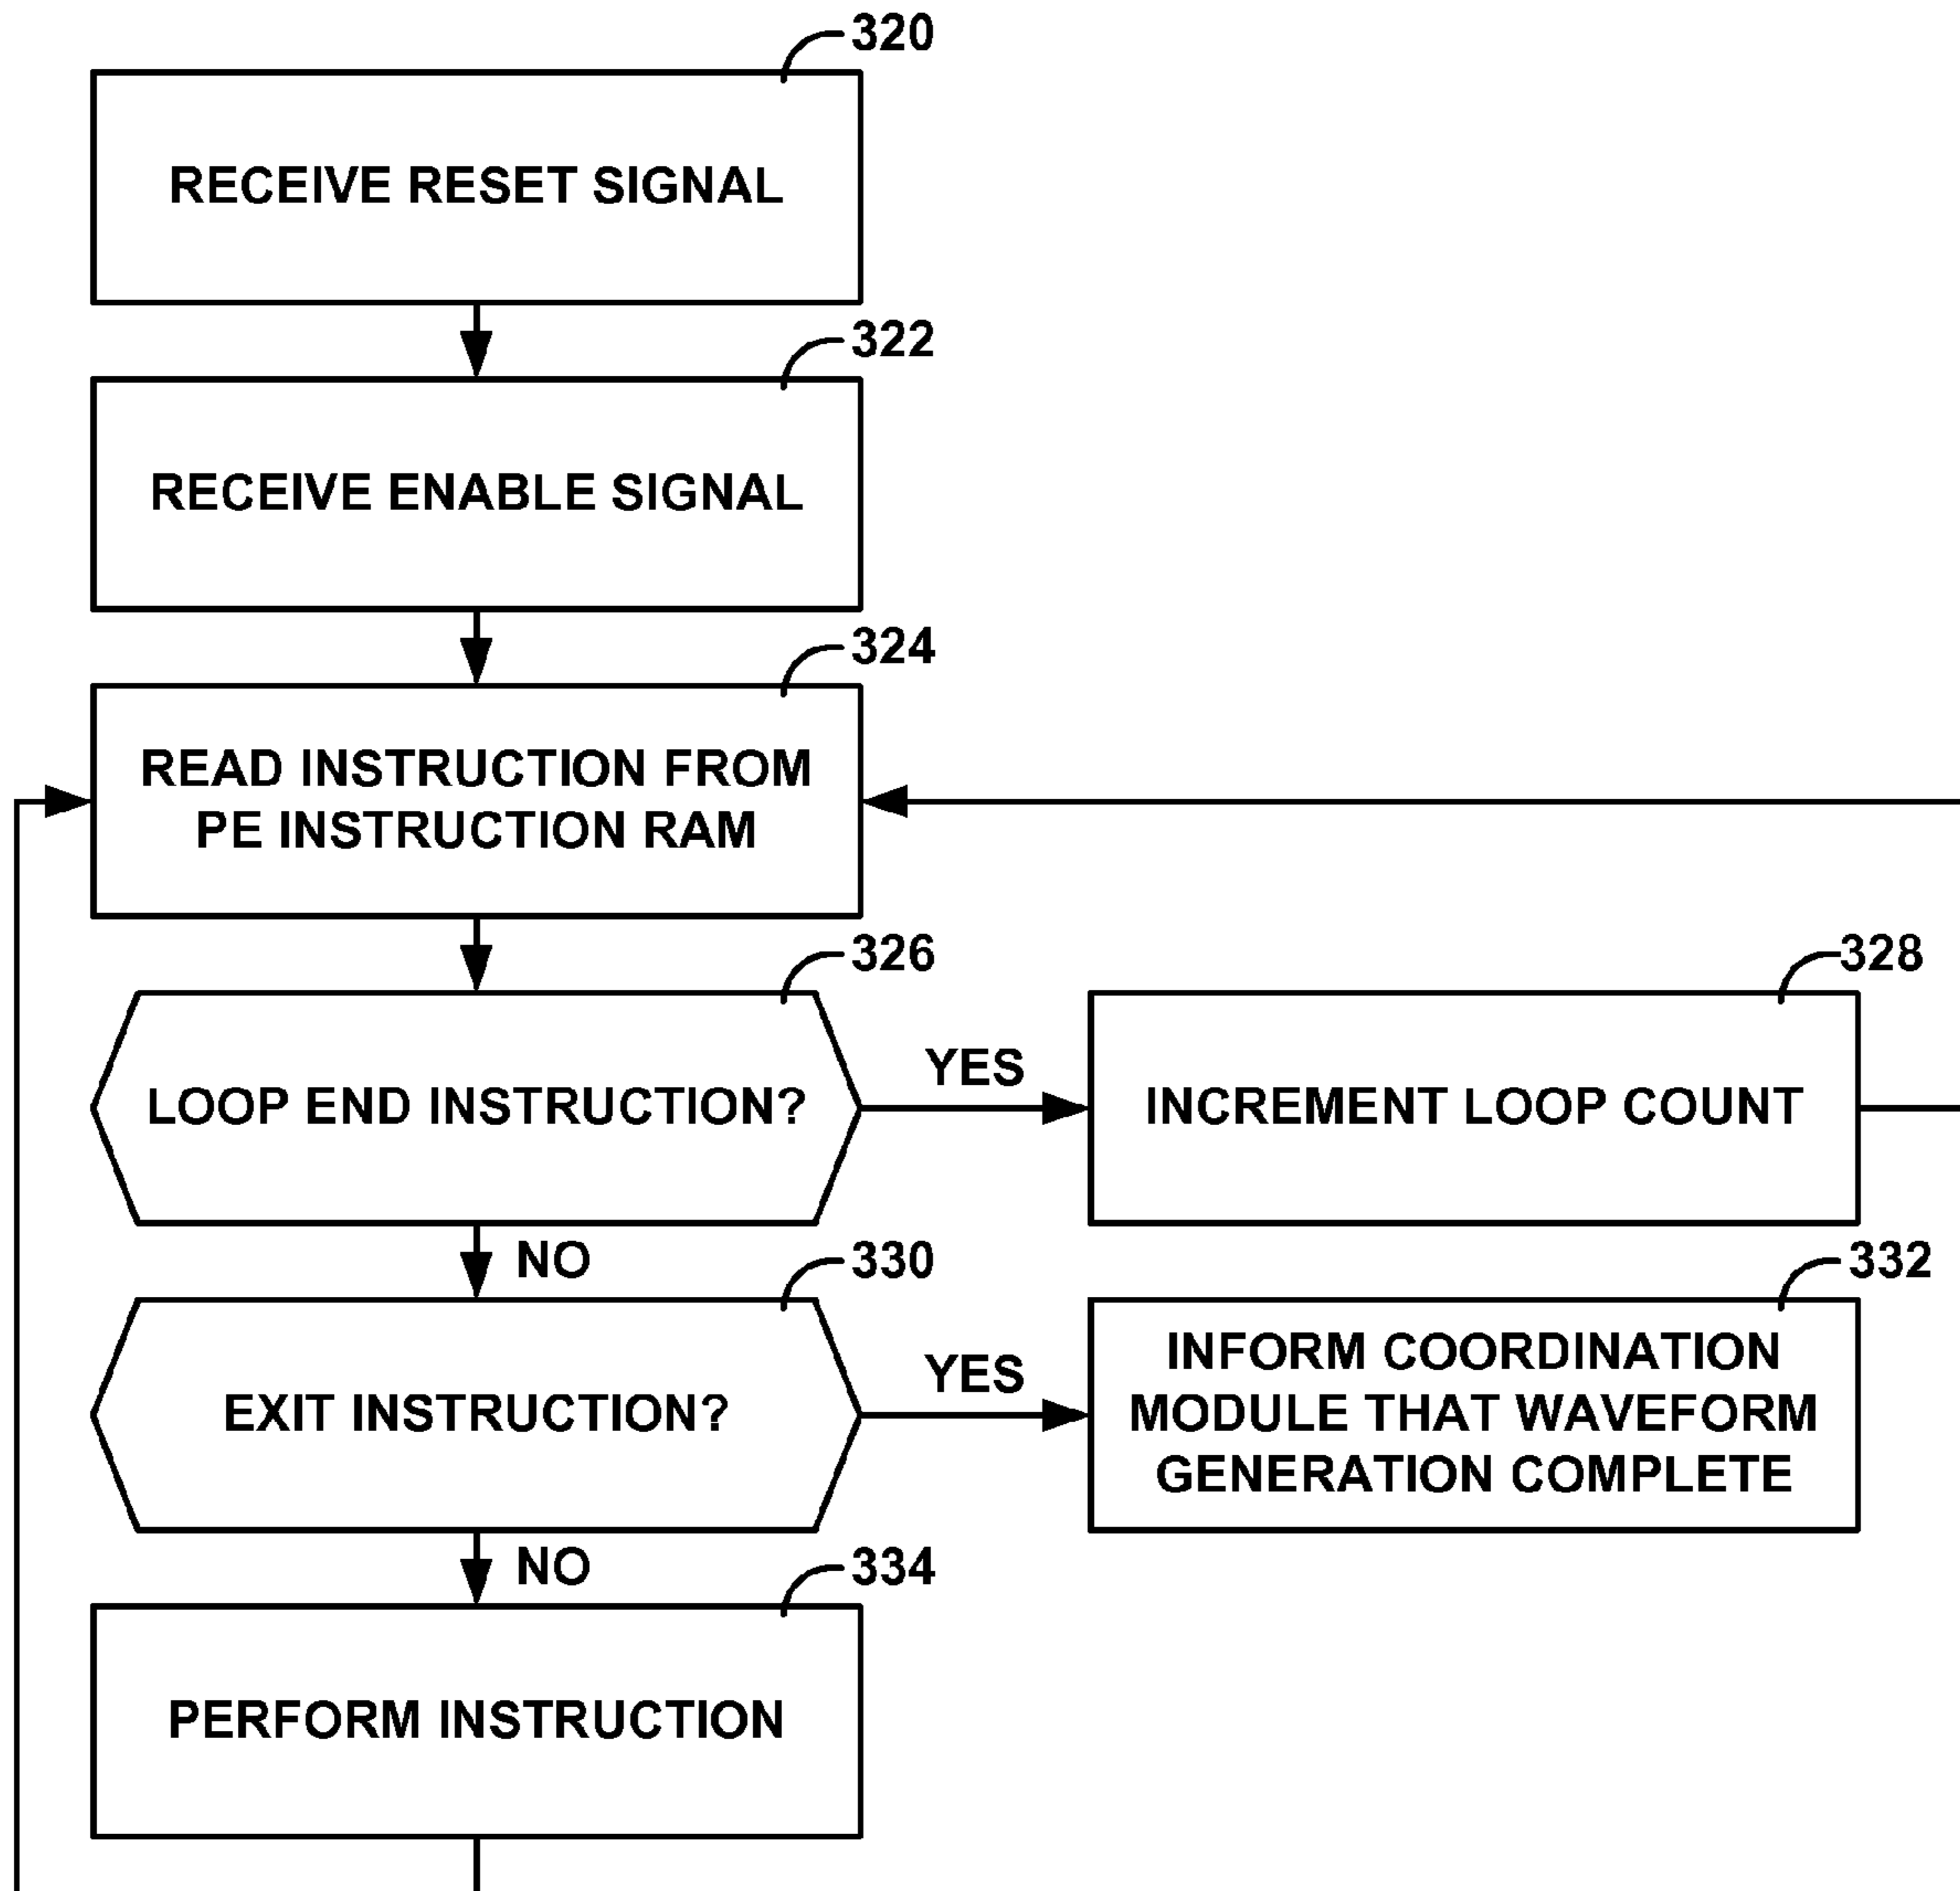 320
RECEIVE RESET SIGNAL
322
RECEIVE ENABLE SIGNAL
324
READ INSTRUCTION FROM
PE INSTRUCTION RAM
326
LOOP END INSTRUCTION?
YES
328
INCREMENT LOOP COUNT
NO
330
EXIT INSTRUCTION?
YES
332
INFORM COORDINATION
MODULE THAT WAVEFORM
GENERATION COMPLETE
NO
334
PERFORM INSTRUCTION